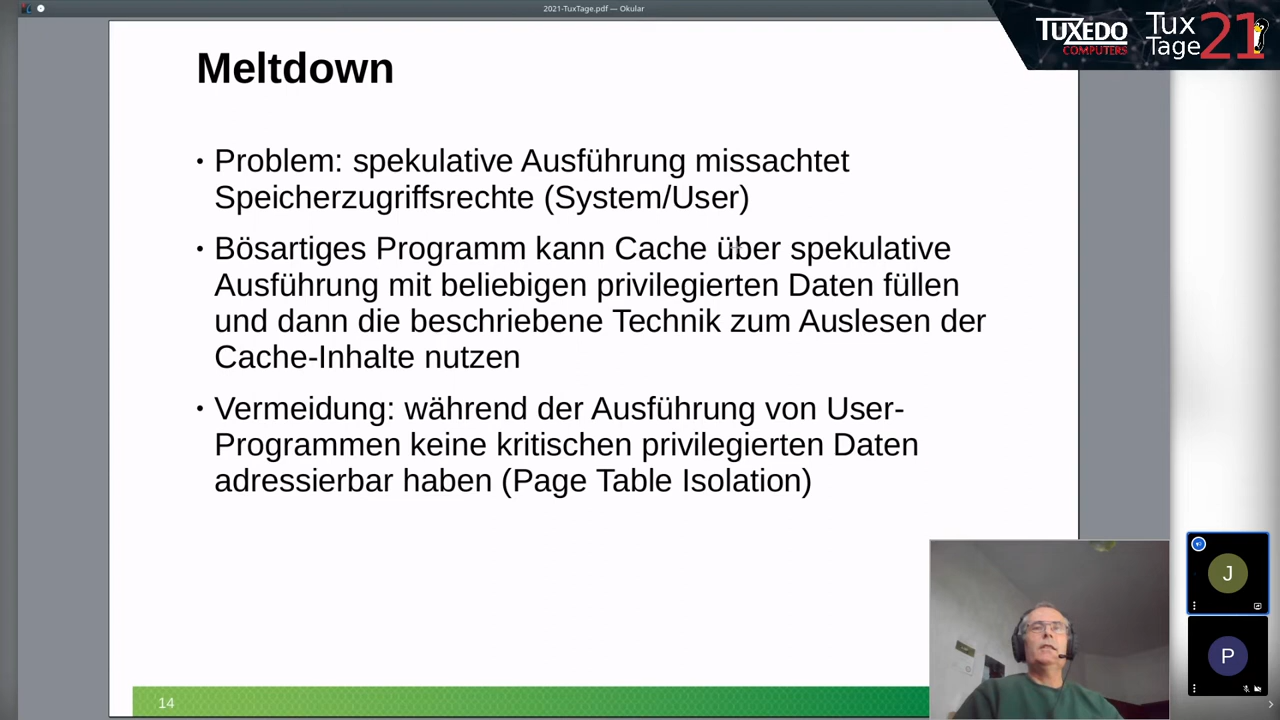 2021-TuxTage.pdf — Okular
TUXEDO
COMPUTERS
Tux
Tage
21
Meltdown
• Problem: spekulative Ausführung missachtet
Speicherzugriffsrechte (System/User)
• Bösartiges Programm kann Cache über spekulative
Ausführung mit beliebigen privilegierten Daten füllen
und dann die beschriebene Technik zum Auslesen der
Cache-Inhalte nutzen
• Vermeidung: während der Ausführung von User-
Programmen keine kritischen privilegierten Daten
adressierbar haben (Page Table Isolation)
J
P
14